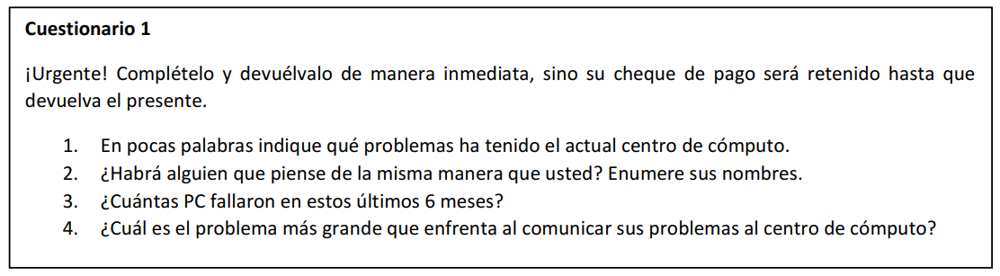 Cuestionario 1
¡Urgente! Complételo y devuélvalo de manera inmediata, sino su cheque de pago será retenido hasta que
devuelva el presente.
1. En pocas palabras indique qué problemas ha tenido el actual centro de cómputo.
2. ¿Habrá alguien que piense de la misma manera que usted? Enumere sus nombres.
3. ¿Cuántas PC fallaron en estos últimos 6 meses?
4. ¿Cuál es el problema más grande que enfrenta al comunicar sus problemas al centro de cómputo?